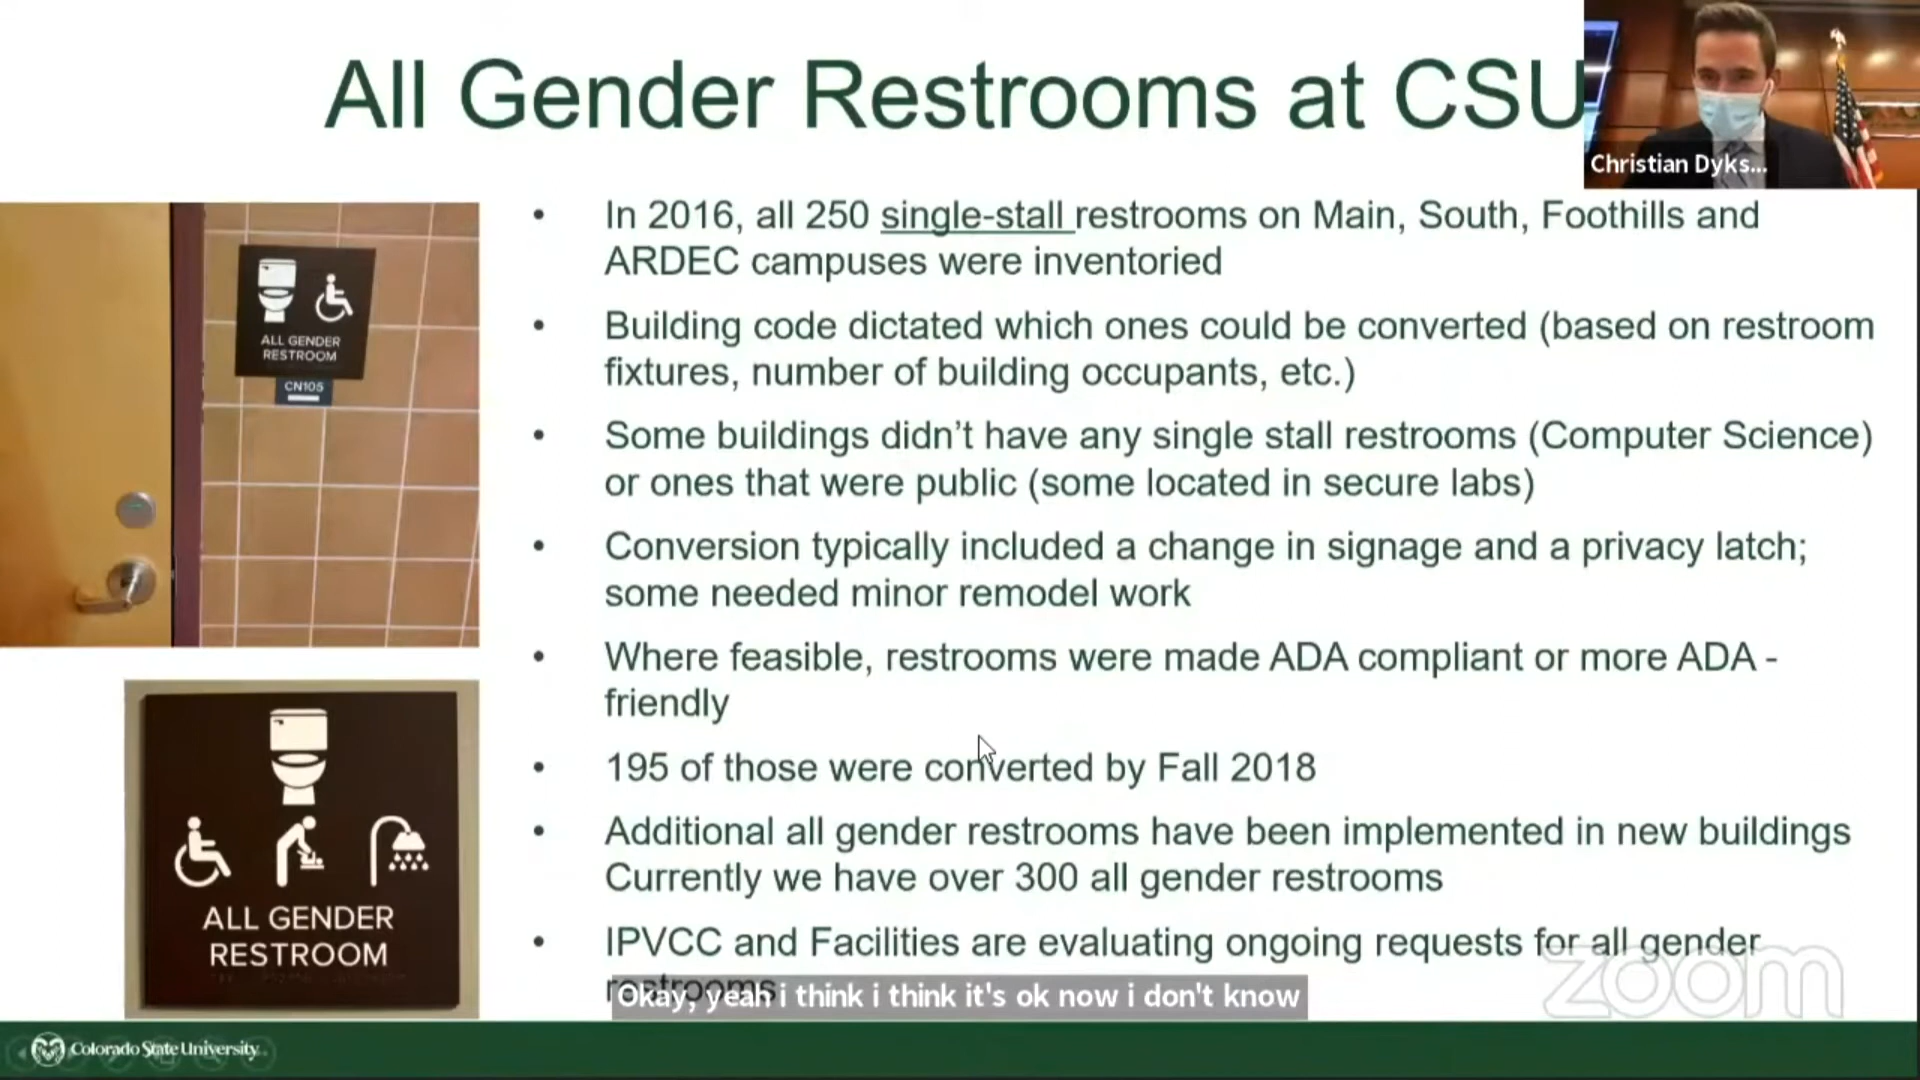 All Gender Restrooms at CSU
Christian Dyks...
ALL GENDER
RESTROOM
CN105
• In 2016, all 250 single-stall restrooms on Main, South, Foothills and
ARDEC campuses were inventoried
• Building code dictated which ones could be converted (based on restroom
fixtures, number of building occupants, etc.)
• Some buildings didn’t have any single stall restrooms (Computer Science)
or ones that were public (some located in secure labs)
• Conversion typically included a change in signage and a privacy latch;
some needed minor remodel work
• Where feasible, restrooms were made ADA compliant or more ADA -
friendly
• 195 of those were converted by Fall 2018
• Additional all gender restrooms have been implemented in new buildings
Currently we have over 300 all gender restrooms
• IPVCC and Facilities are evaluating ongoing requests for all gender
restrooms
ALL GENDER
RESTROOM
Okay, yeah i think i think it's ok now i don't know
zoom
Colorado State University